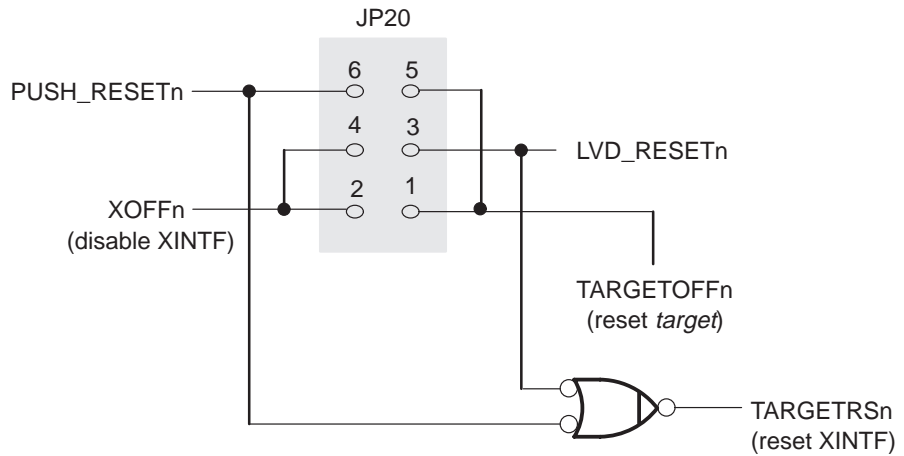 JP20
6 5
PUSH_RESETn
4 3
LVD_RESETn
2 1
XOFFn
(disable XINTF)
TARGETOFFn
(reset target)
TARGETRSn
(reset XINTF)